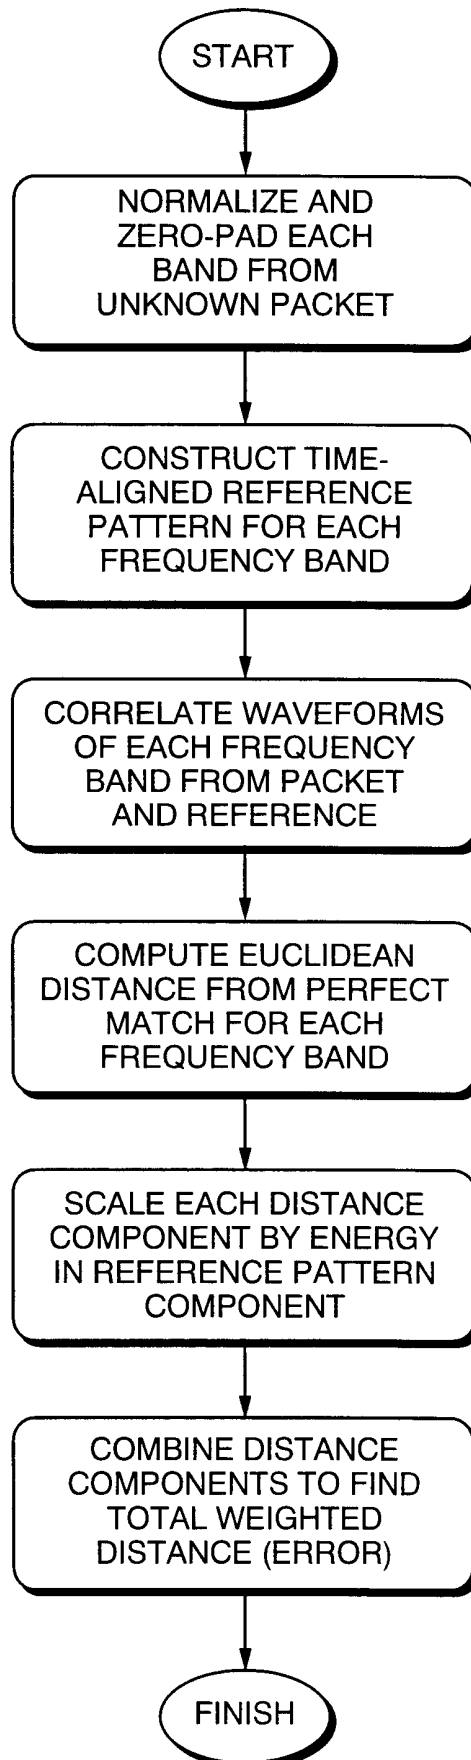 START
NORMALIZE AND
ZERO-PAD EACH
BAND FROM
UNKNOWN PACKET
CONSTRUCT TIME-
ALIGNED REFERENCE
PATTERN FOR EACH
FREQUENCY BAND
CORRELATE WAVEFORMS
OF EACH FREQUENCY
BAND FROM PACKET
AND REFERENCE
COMPUTE EUCLIDEAN
DISTANCE FROM PERFECT
MATCH FOR EACH
FREQUENCY BAND
SCALE EACH DISTANCE
COMPONENT BY ENERGY
IN REFERENCE PATTERN
COMPONENT
COMBINE DISTANCE
COMPONENTS TO FIND
TOTAL WEIGHTED
DISTANCE (ERROR)
FINISH